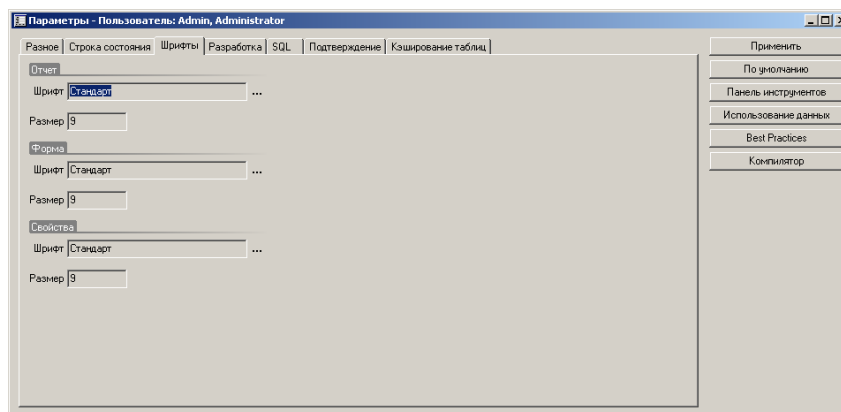 Параметры - Пользователь: Admin, Administrator
Разное Строка состояния Шрифты Разработка SQL Подтверждение Кэширование таблиц
Отчет
Шрифт Стандарт ...
Размер 9
Форма
Шрифт Стандарт ...
Размер 9
Свойства
Шрифт Стандарт ...
Размер 9
Применить
По умолчанию
Панель инструментов
Использование данных
Best Practices
Компилятор